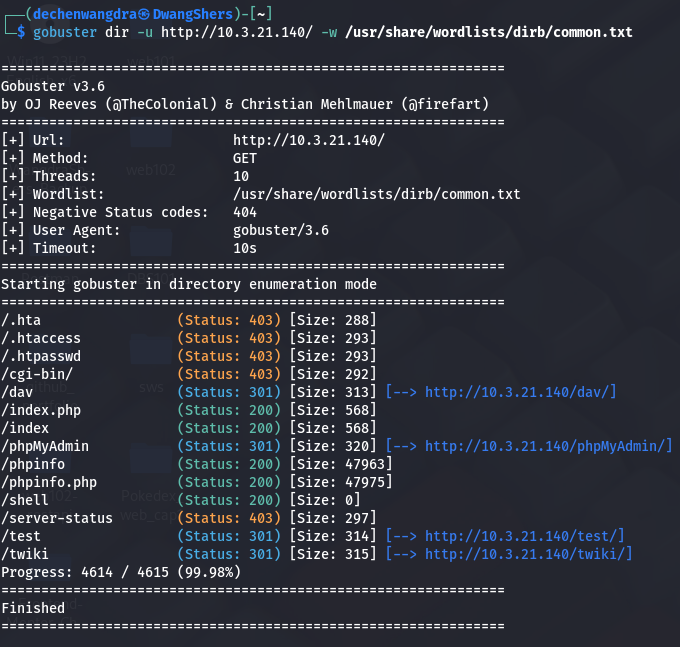 ┌──(dechenwangdra㉿DwangShers)-[~]
└─$ gobuster dir -u http://10.3.21.140/ -w /usr/share/wordlists/dirb/common.txt
===============================================================
Gobuster v3.6
by OJ Reeves (@TheColonial) & Christian Mehlmauer (@firefart)
===============================================================
[+] Url:                     http://10.3.21.140/
[+] Method:                  GET
[+] Threads:                 10
[+] Wordlist:                /usr/share/wordlists/dirb/common.txt
[+] Negative Status codes:   404
[+] User Agent:              gobuster/3.6
[+] Timeout:                 10s
===============================================================
Starting gobuster in directory enumeration mode
===============================================================
/.hta                 (Status: 403) [Size: 288]
/.htaccess            (Status: 403) [Size: 293]
/.htpasswd            (Status: 403) [Size: 293]
/cgi-bin/             (Status: 403) [Size: 292]
/dav                  (Status: 301) [Size: 313] [--> http://10.3.21.140/dav/]
/index.php            (Status: 200) [Size: 568]
/index                (Status: 200) [Size: 568]
/phpMyAdmin           (Status: 301) [Size: 320] [--> http://10.3.21.140/phpMyAdmin/]
/phpinfo              (Status: 200) [Size: 47963]
/phpinfo.php          (Status: 200) [Size: 47975]
/shell                (Status: 200) [Size: 0]
/server-status        (Status: 403) [Size: 297]
/test                 (Status: 301) [Size: 314] [--> http://10.3.21.140/test/]
/twiki                (Status: 301) [Size: 315] [--> http://10.3.21.140/twiki/]
Progress: 4614 / 4615 (99.98%)
===============================================================
Finished
===============================================================
web102
sws